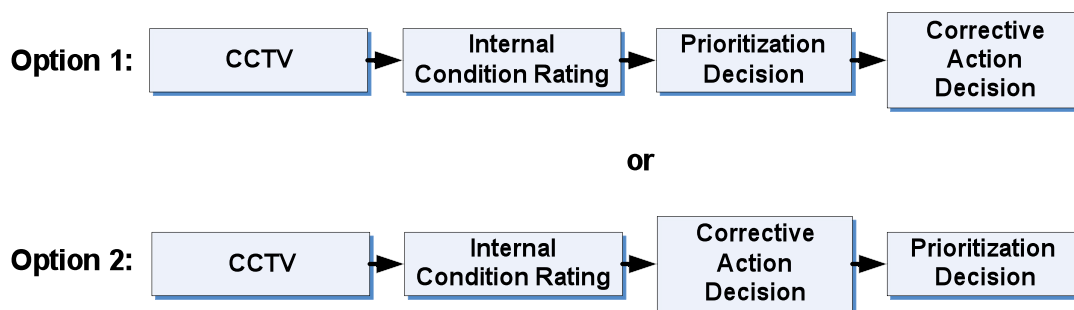 Option 1:
CCTV
Internal
Condition Rating
Prioritization
Decision
Corrective
Action
Decision
or
Option 2:
CCTV
Internal
Condition Rating
Corrective
Action
Decision
Prioritization
Decision